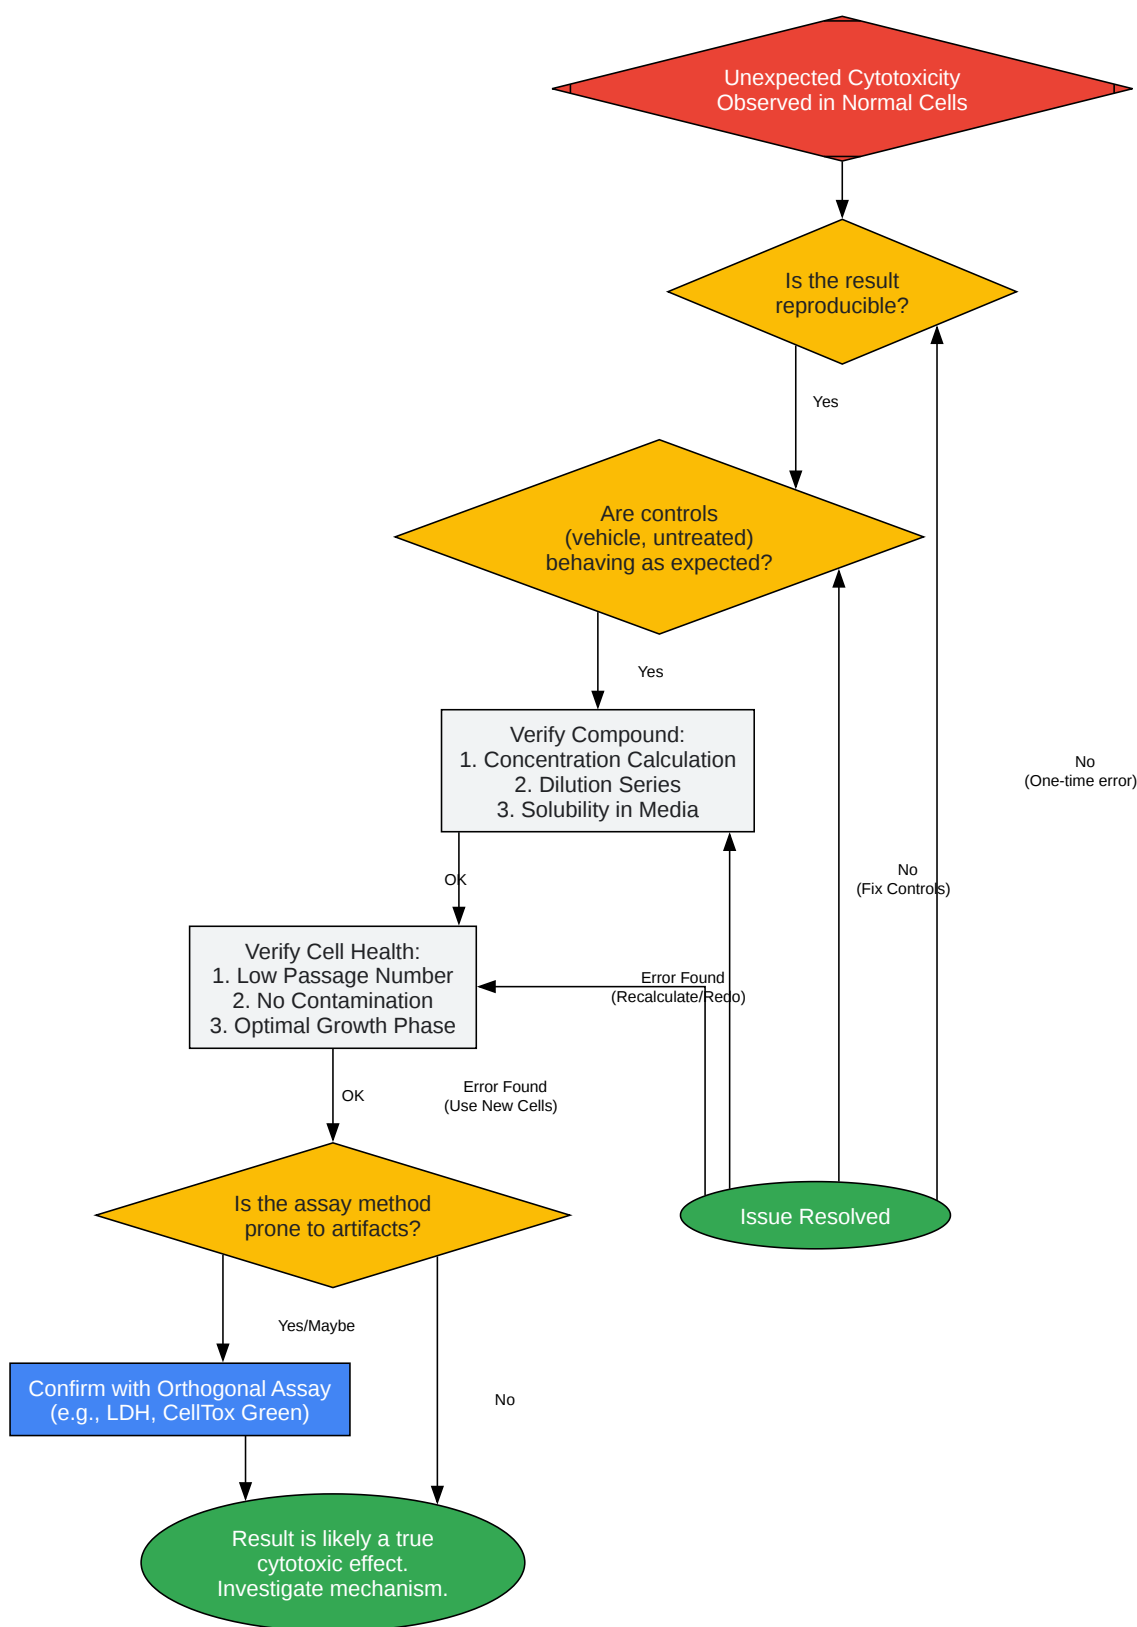 Unexpected Cytotoxicity
Observed in Normal Cells
Is the result
reproducible?
Yes
Are controls
(vehicle, untreated)
behaving as expected?
Yes
Verify Compound:
1. Concentration Calculation
2. Dilution Series
3. Solubility in Media
No
(One-time error)
No
(Fix Controls)
OK
Verify Cell Health:
1. Low Passage Number
2. No Contamination
3. Optimal Growth Phase
Error Found
(Recalculate/Redo)
OK
Error Found
(Use New Cells)
Is the assay method
prone to artifacts?
Issue Resolved
Yes/Maybe
No
Confirm with Orthogonal Assay
(e.g., LDH, CellTox Green)
Result is likely a true
cytotoxic effect.
Investigate mechanism.